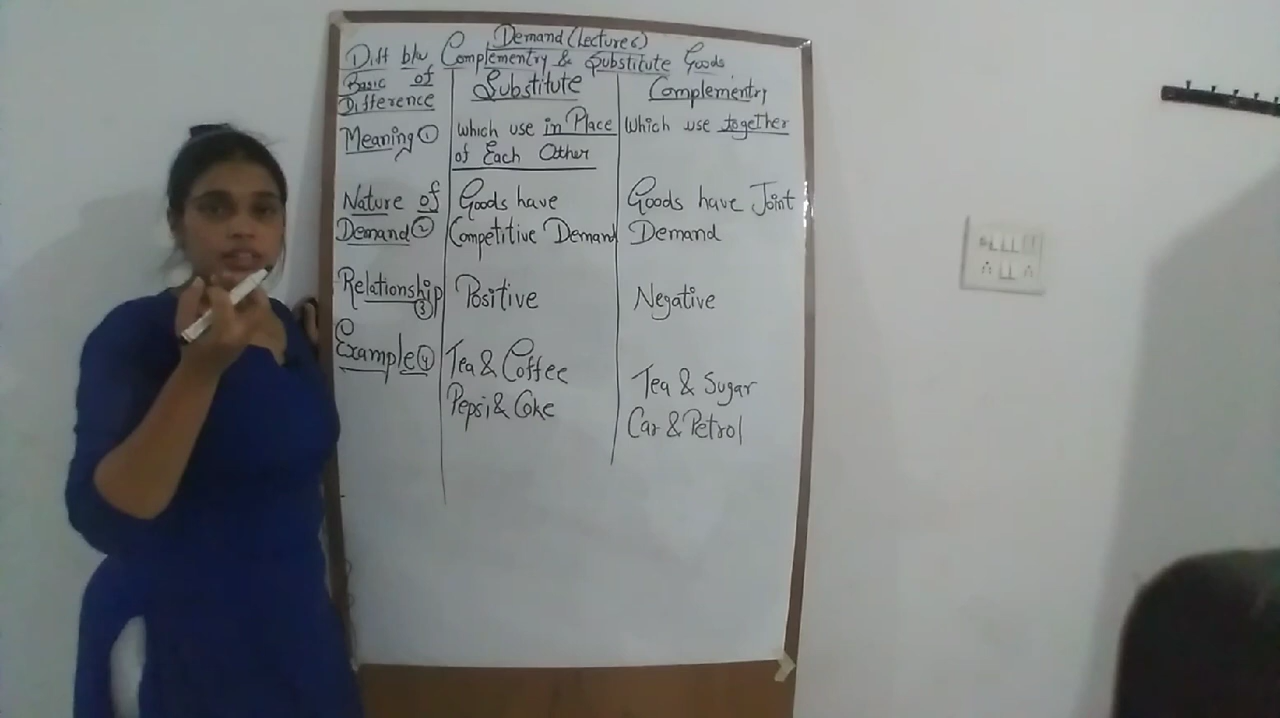 Demand (Lecture 6)
Diff b/w Complementry & Substitute Goods
Basic of Difference
Substitute
Complementry
Meaning ①
which use in Place
of Each Other
Which use together
Nature of
Demand ②
Goods have
Competitive Demand
Goods have Joint
Demand
Relationship
③
Positive
Negative
Example ④
Tea & Coffee
Pepsi & Coke
Tea & Sugar
Car & Petrol